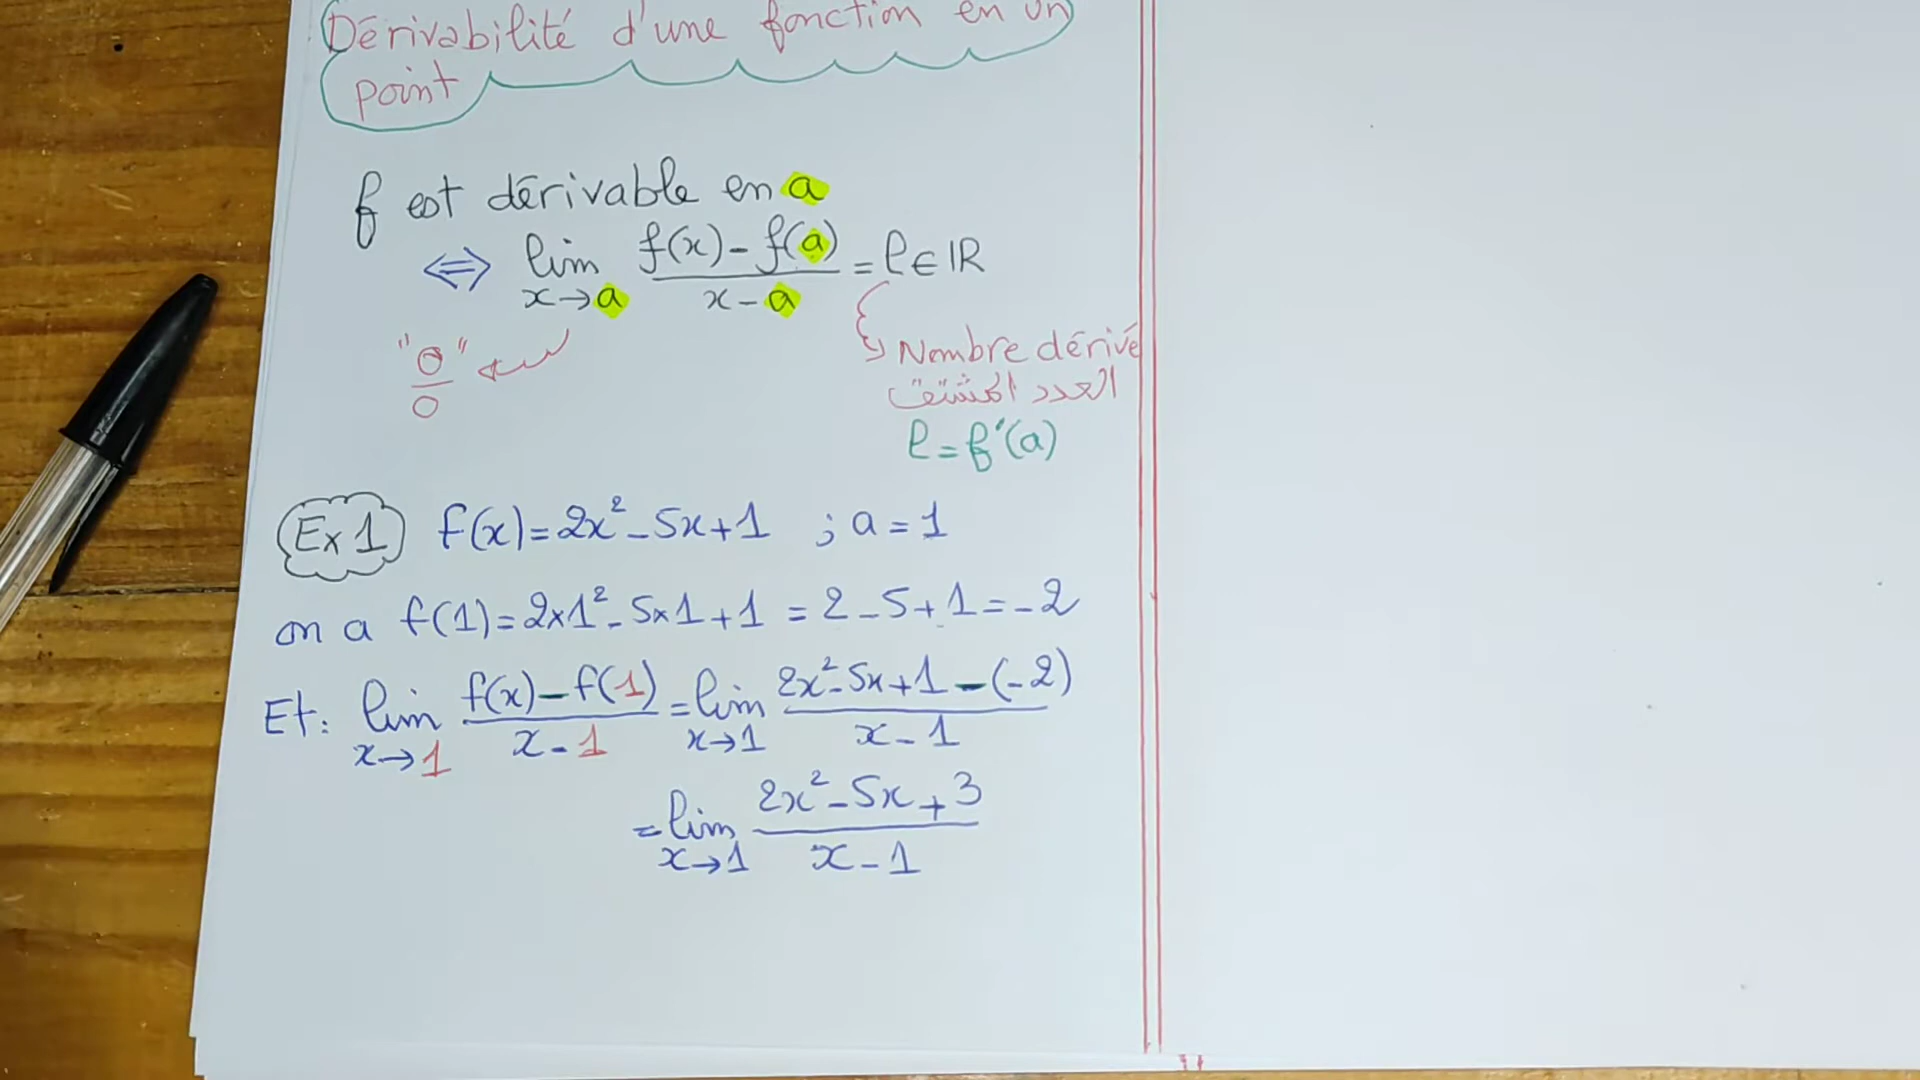 Dérivabilité d'une fonction en un
point
f est dérivable en a
⇔ lim x→a (f(x) - f(a))/(x - a) = l ∈ IR
"0/0"
Nombre dérivé
العدد المشتق
l = f'(a)
Ex 1 f(x) = 2x² - 5x + 1 ; a = 1
on a f(1) = 2×1² - 5×1 + 1 = 2 - 5 + 1 = -2
Et: lim x→1 (f(x) - f(1))/(x - 1) = lim x→1 (2x² - 5x + 1 - (-2))/(x - 1)
= lim x→1 (2x² - 5x + 3)/(x - 1)